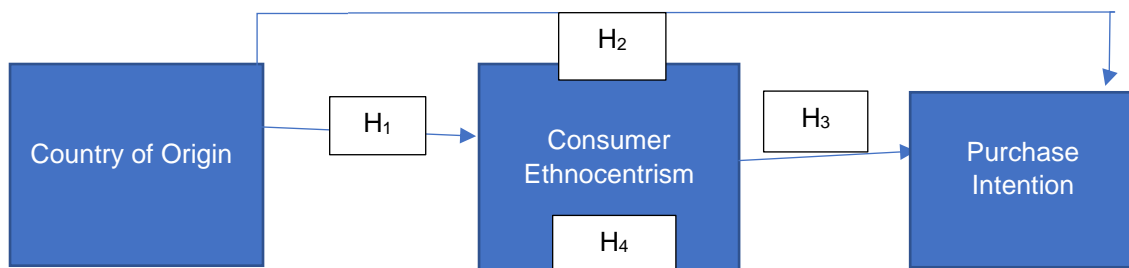 H₂
Country of Origin
H₁
Consumer
Ethnocentrism
H₃
Purchase
Intention
H₄